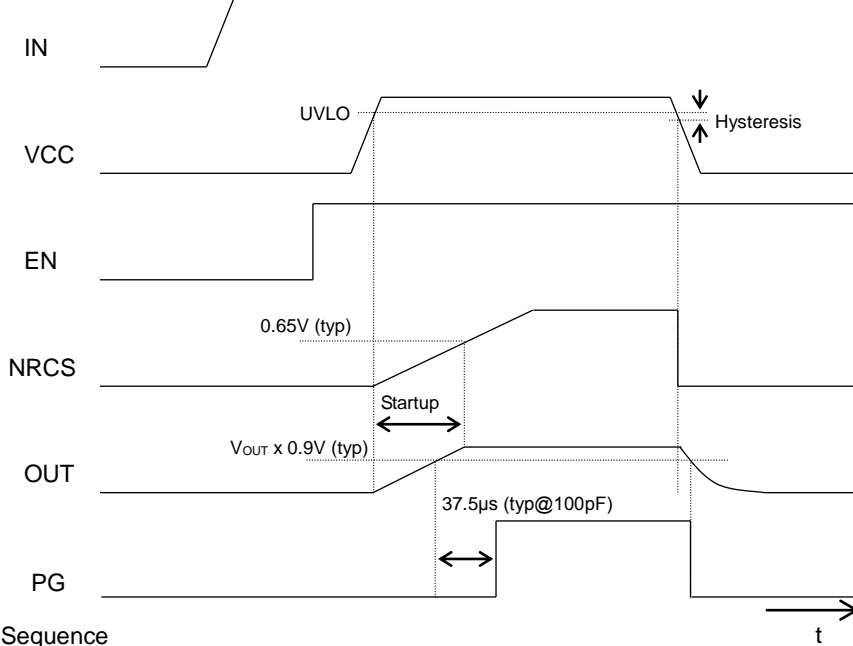 IN
UVLO
Hysteresis
VCC
EN
0.65V (typ)
NRCS
Startup
VOUT x 0.9V (typ)
OUT
37.5µs (typ@100pF)
PG
Sequence
t